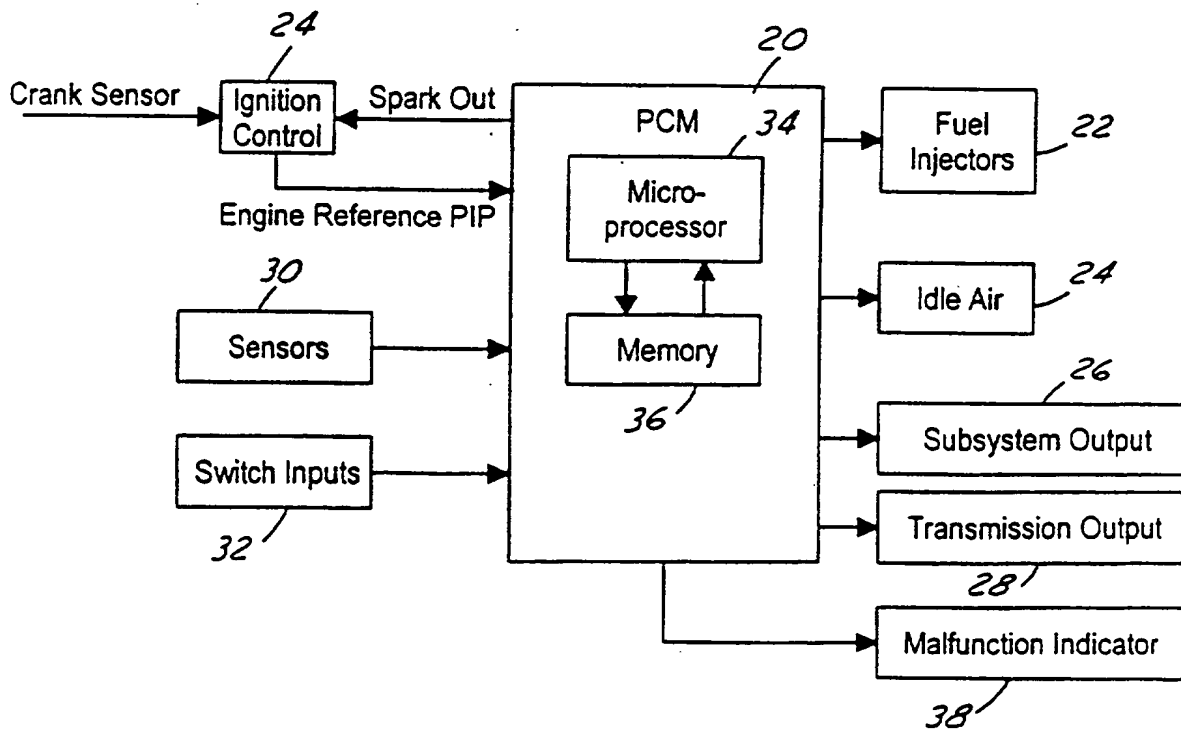 24
20
Crank Sensor
Ignition
Control
Spark Out
PCM
34
Fuel
Injectors
22
Micro-
processor
Engine Reference PIP
30
Sensors
Idle Air
24
Memory
36
26
Subsystem Output
Switch Inputs
32
Transmission Output
28
Malfunction Indicator
38